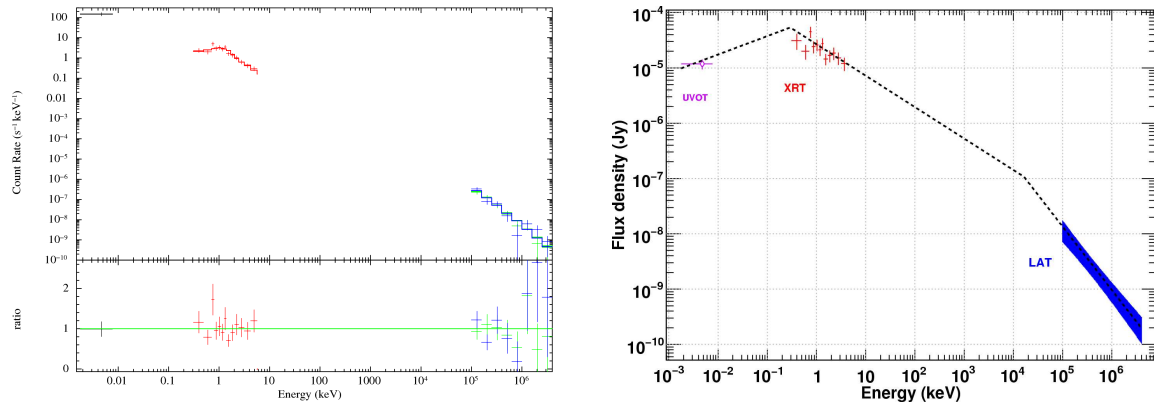 100
10
1
0.1
0.01
10⁻³
10⁻⁴
10⁻⁵
10⁻⁶
10⁻⁷
10⁻⁸
10⁻⁹
10⁻¹⁰
Count Rate (s⁻¹ keV⁻¹)
2
1
0
ratio
0.01 0.1 1 10 100 1000 10⁴ 10⁵ 10⁶
Energy (keV)
10⁻³
10⁻⁴
10⁻⁵
10⁻⁶
10⁻⁷
10⁻⁸
10⁻⁹
10⁻¹⁰
Flux density (Jy)
UVOT
XRT
LAT
10⁻³ 10⁻² 10⁻¹ 1 10 10² 10³ 10⁴ 10⁵ 10⁶
Energy (keV)